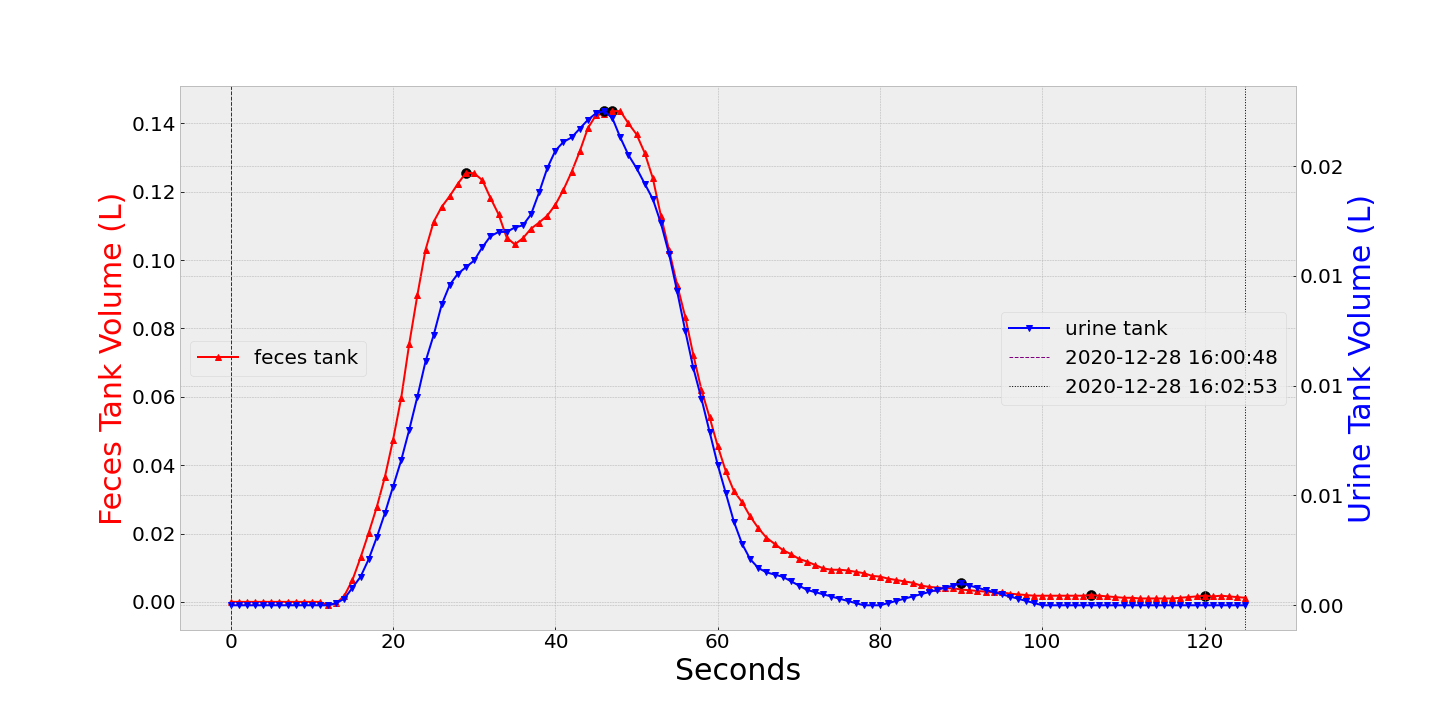 Feces Tank Volume (L)
0.14
0.12
0.10
0.08
0.06
0.04
0.02
0.00
feces tank
urine tank
2020-12-28 16:00:48
2020-12-28 16:02:53
0.02
0.01
0.01
0.01
0.00
Urine Tank Volume (L)
0 20 40 60 80 100 120
Seconds